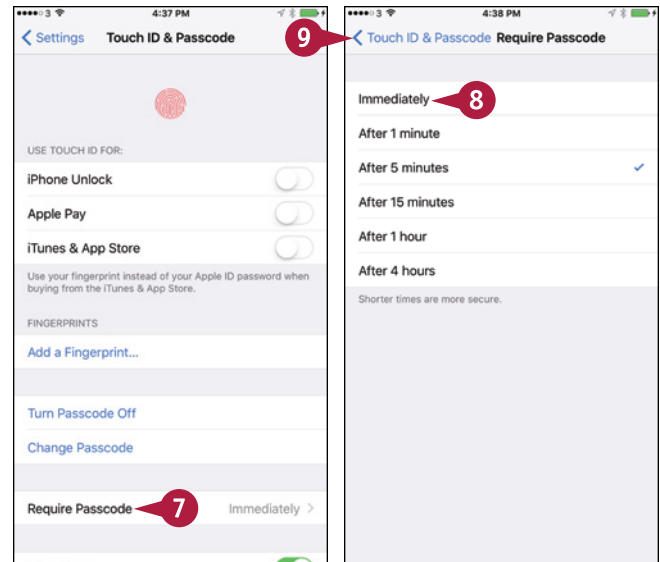 3
4:37 PM
Settings
Touch ID & Passcode
USE TOUCH ID FOR:
iPhone Unlock
Apple Pay
iTunes & App Store
Use your fingerprint instead of your Apple ID password when
buying from the iTunes & App Store.
FINGERPRINTS
Add a Fingerprint...
Turn Passcode Off
Change Passcode
Require Passcode
7
Immediately
3
4:38 PM
9
Touch ID & Passcode
Require Passcode
Immediately
8
After 1 minute
After 5 minutes
After 15 minutes
After 1 hour
After 4 hours
Shorter times are more secure.